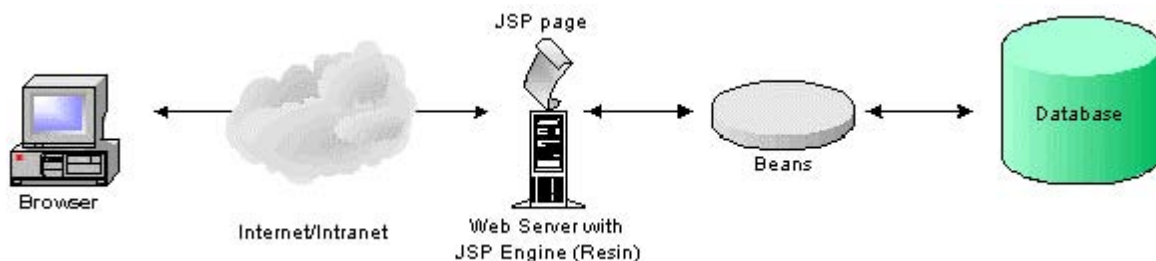 JSP page
Database
Beans
Browser
Internet/Intranet
Web Server with
JSP Engine (Resin)